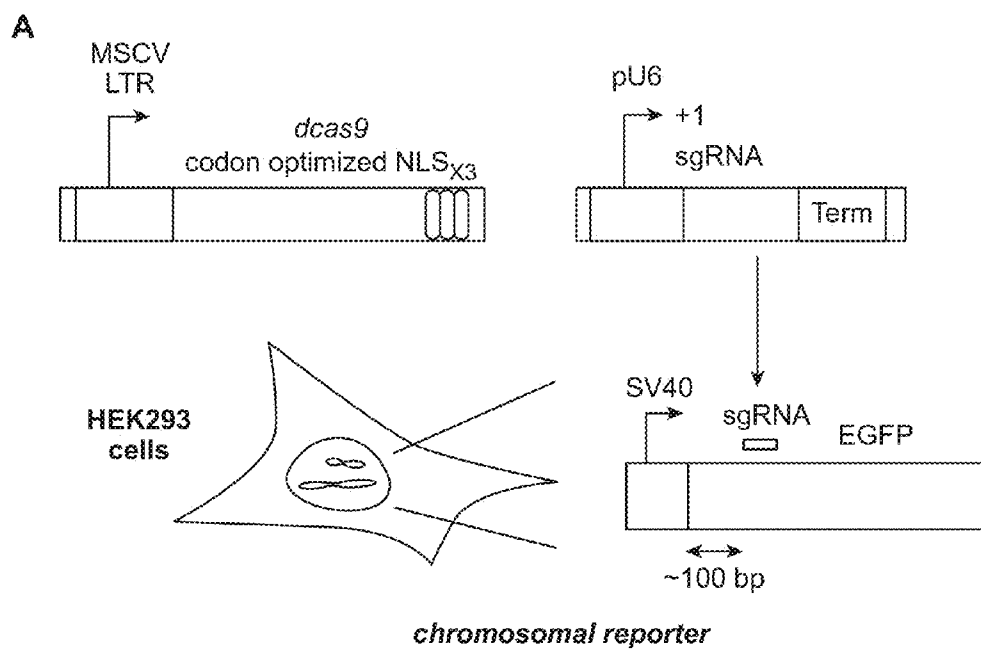 A
MSCV
LTR
dcas9
codon optimized NLSX3
pU6
+1
sgRNA
Term
HEK293
cells
SV40
sgRNA
EGFP
~100 bp
chromosomal reporter